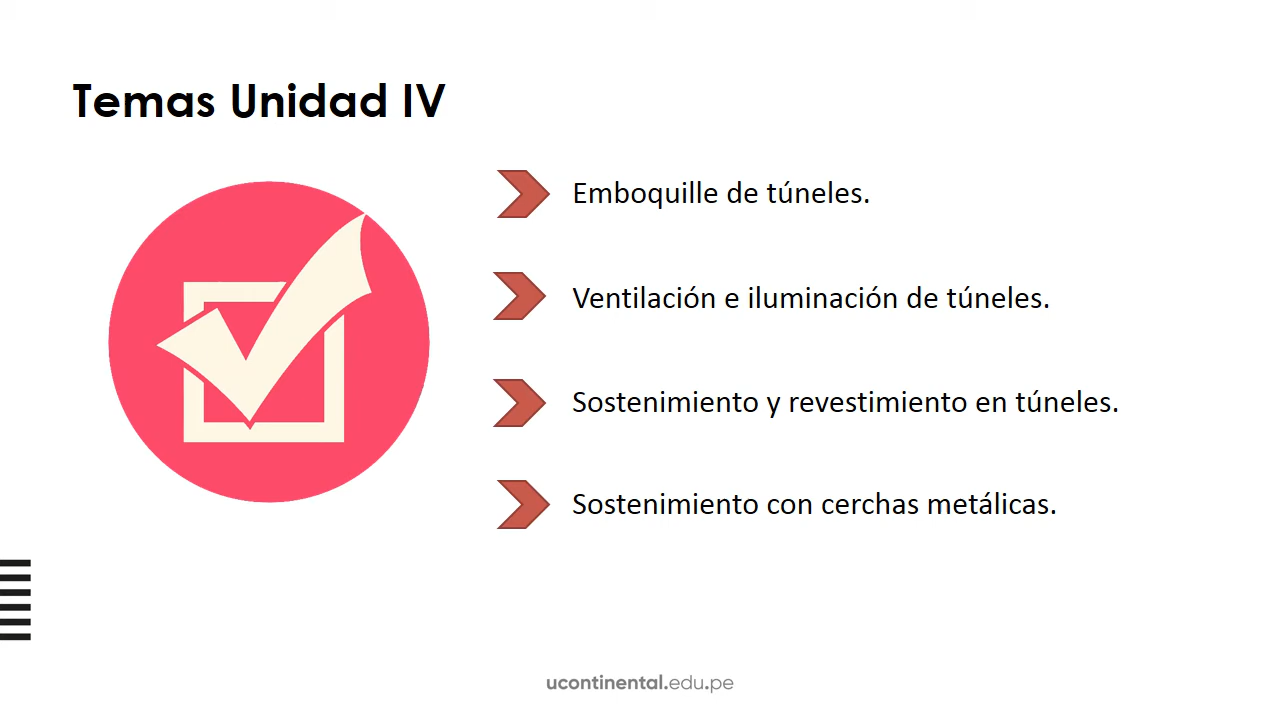 Temas Unidad IV
Emboquille de túneles.
Ventilación e iluminación de túneles.
Sostenimiento y revestimiento en túneles.
Sostenimiento con cerchas metálicas.
ucontinental.edu.pe